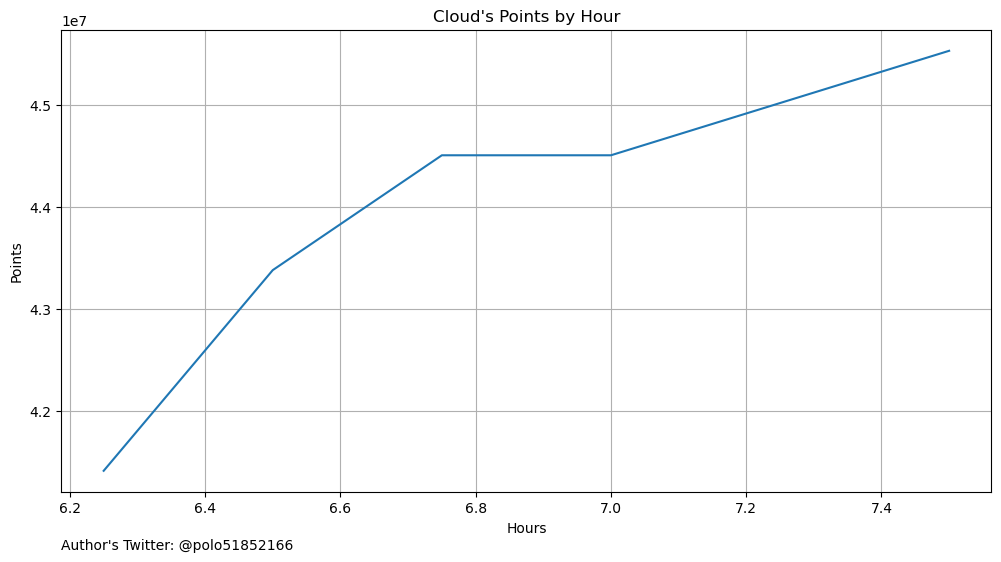 Cloud's Points by Hour
1e7
4.5
4.4
4.3
4.2
Points
6.2 6.4 6.6 6.8 7.0 7.2 7.4
Hours
Author's Twitter: @polo51852166